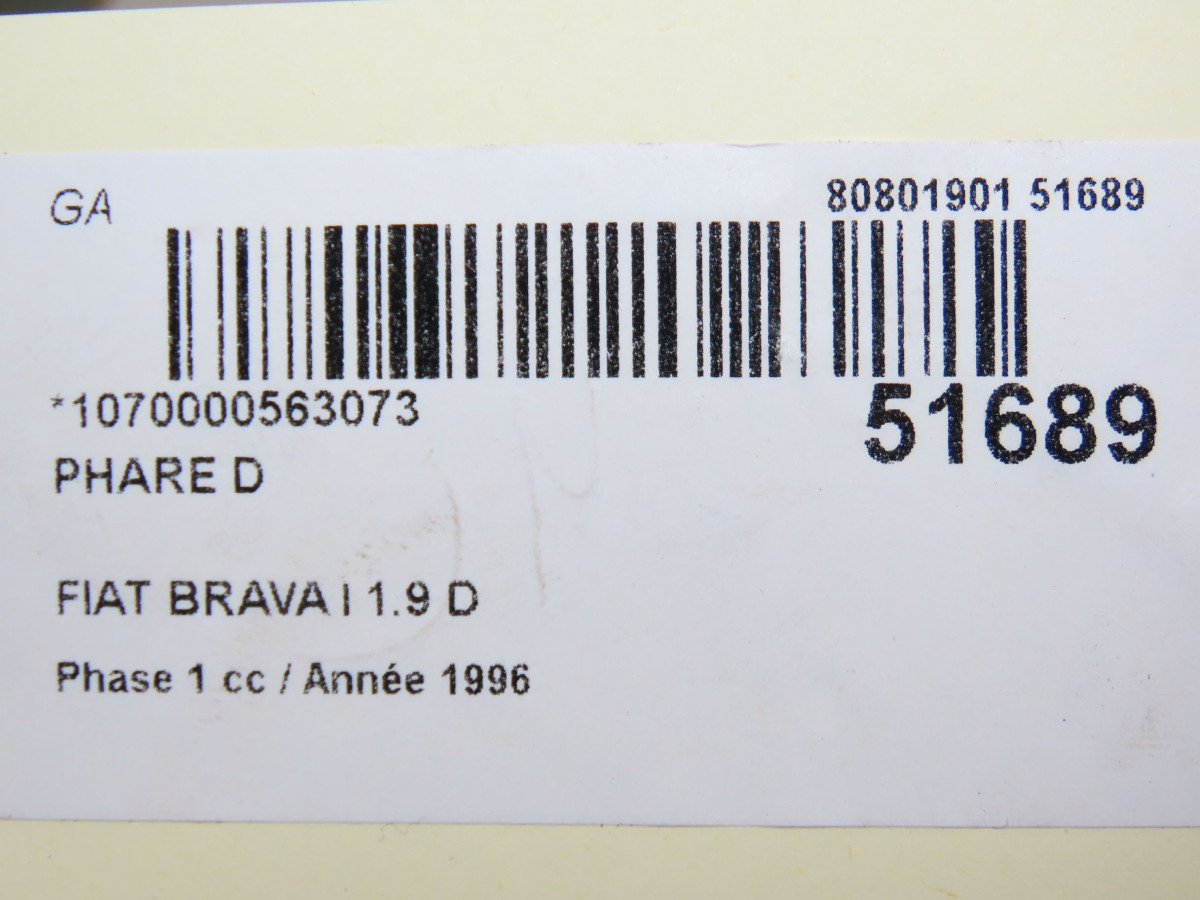 GA
80801901 51689
*1070000563073
51689
PHARE D
FIAT BRAVA I 1.9 D
Phase 1 cc / Année 1996